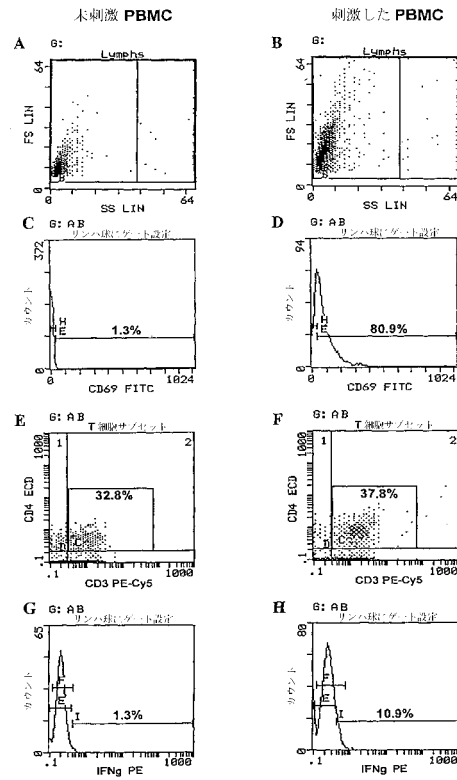 未刺激 PBMC
刺激した PBMC
A
G:
Lymphs
64
FS LIN
0
0
SS LIN
64
B
G:
Lymphs
64
FS LIN
0
0
SS LIN
64
C
G: AB
リンパ球にゲート設定
372
カウント
H
E
1.3%
0
0
1024
CD69 FITC
D
G: AB
リンパ球にゲート設定
94
カウント
H
E
80.9%
0
0
1024
CD69 FITC
E
G: AB
T 細胞サブセット
1000
1
2
CD4 ECD
32.8%
D
C
.1
.1
1000
CD3 PE-Cy5
F
G: AB
T 細胞サブセット
1000
1
2
CD4 ECD
37.8%
D
C
.1
.1
1000
CD3 PE-Cy5
G
G: AB
リンパ球にゲート設定
65
カウント
F
E
I
1.3%
0
.1
1000
IFNg PE
H
G: AB
リンパ球にゲート設定
80
カウント
F
E
I
10.9%
0
.1
1000
IFNg PE